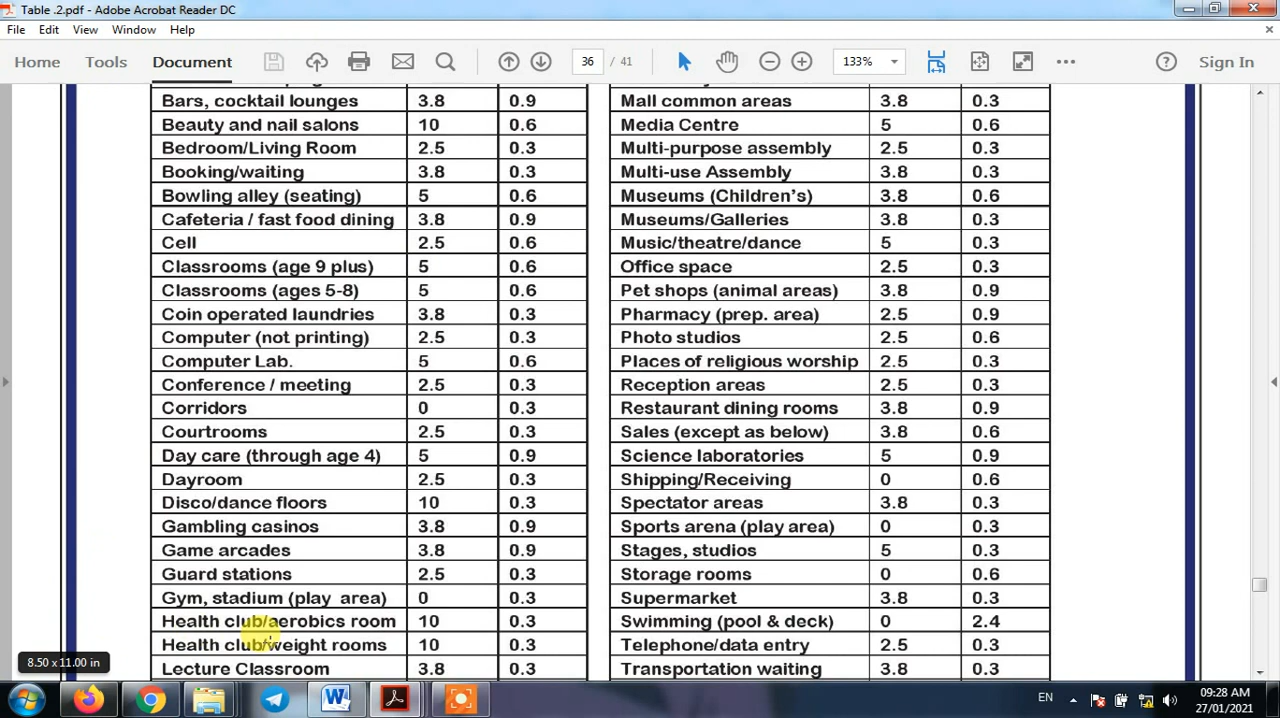 Table .2.pdf - Adobe Acrobat Reader DC
File Edit View Window Help
Home Tools Document 36 / 41 133% Sign In
Bars, cocktail lounges 3.8 0.9 Mall common areas 3.8 0.3
Beauty and nail salons 10 0.6 Media Centre 5 0.6
Bedroom/Living Room 2.5 0.3 Multi-purpose assembly 2.5 0.3
Booking/waiting 3.8 0.3 Multi-use Assembly 3.8 0.3
Bowling alley (seating) 5 0.6 Museums (Children's) 3.8 0.6
Cafeteria / fast food dining 3.8 0.9 Museums/Galleries 3.8 0.3
Cell 2.5 0.6 Music/theatre/dance 5 0.3
Classrooms (age 9 plus) 5 0.6 Office space 2.5 0.3
Classrooms (ages 5-8) 5 0.6 Pet shops (animal areas) 3.8 0.9
Coin operated laundries 3.8 0.3 Pharmacy (prep. area) 2.5 0.9
Computer (not printing) 2.5 0.3 Photo studios 2.5 0.6
Computer Lab. 5 0.6 Places of religious worship 2.5 0.3
Conference / meeting 2.5 0.3 Reception areas 2.5 0.3
Corridors 0 0.3 Restaurant dining rooms 3.8 0.9
Courtrooms 2.5 0.3 Sales (except as below) 3.8 0.6
Day care (through age 4) 5 0.9 Science laboratories 5 0.9
Dayroom 2.5 0.3 Shipping/Receiving 0 0.6
Disco/dance floors 10 0.3 Spectator areas 3.8 0.3
Gambling casinos 3.8 0.9 Sports arena (play area) 0 0.3
Game arcades 3.8 0.9 Stages, studios 5 0.3
Guard stations 2.5 0.3 Storage rooms 0 0.6
Gym, stadium (play area) 0 0.3 Supermarket 3.8 0.3
Health club/aerobics room 10 0.3 Swimming (pool & deck) 0 2.4
Health club/weight rooms 10 0.3 Telephone/data entry 2.5 0.3
Lecture Classroom 3.8 0.3 Transportation waiting 3.8 0.3
8.50 x 11.00 in
EN 09:28 AM
27/01/2021